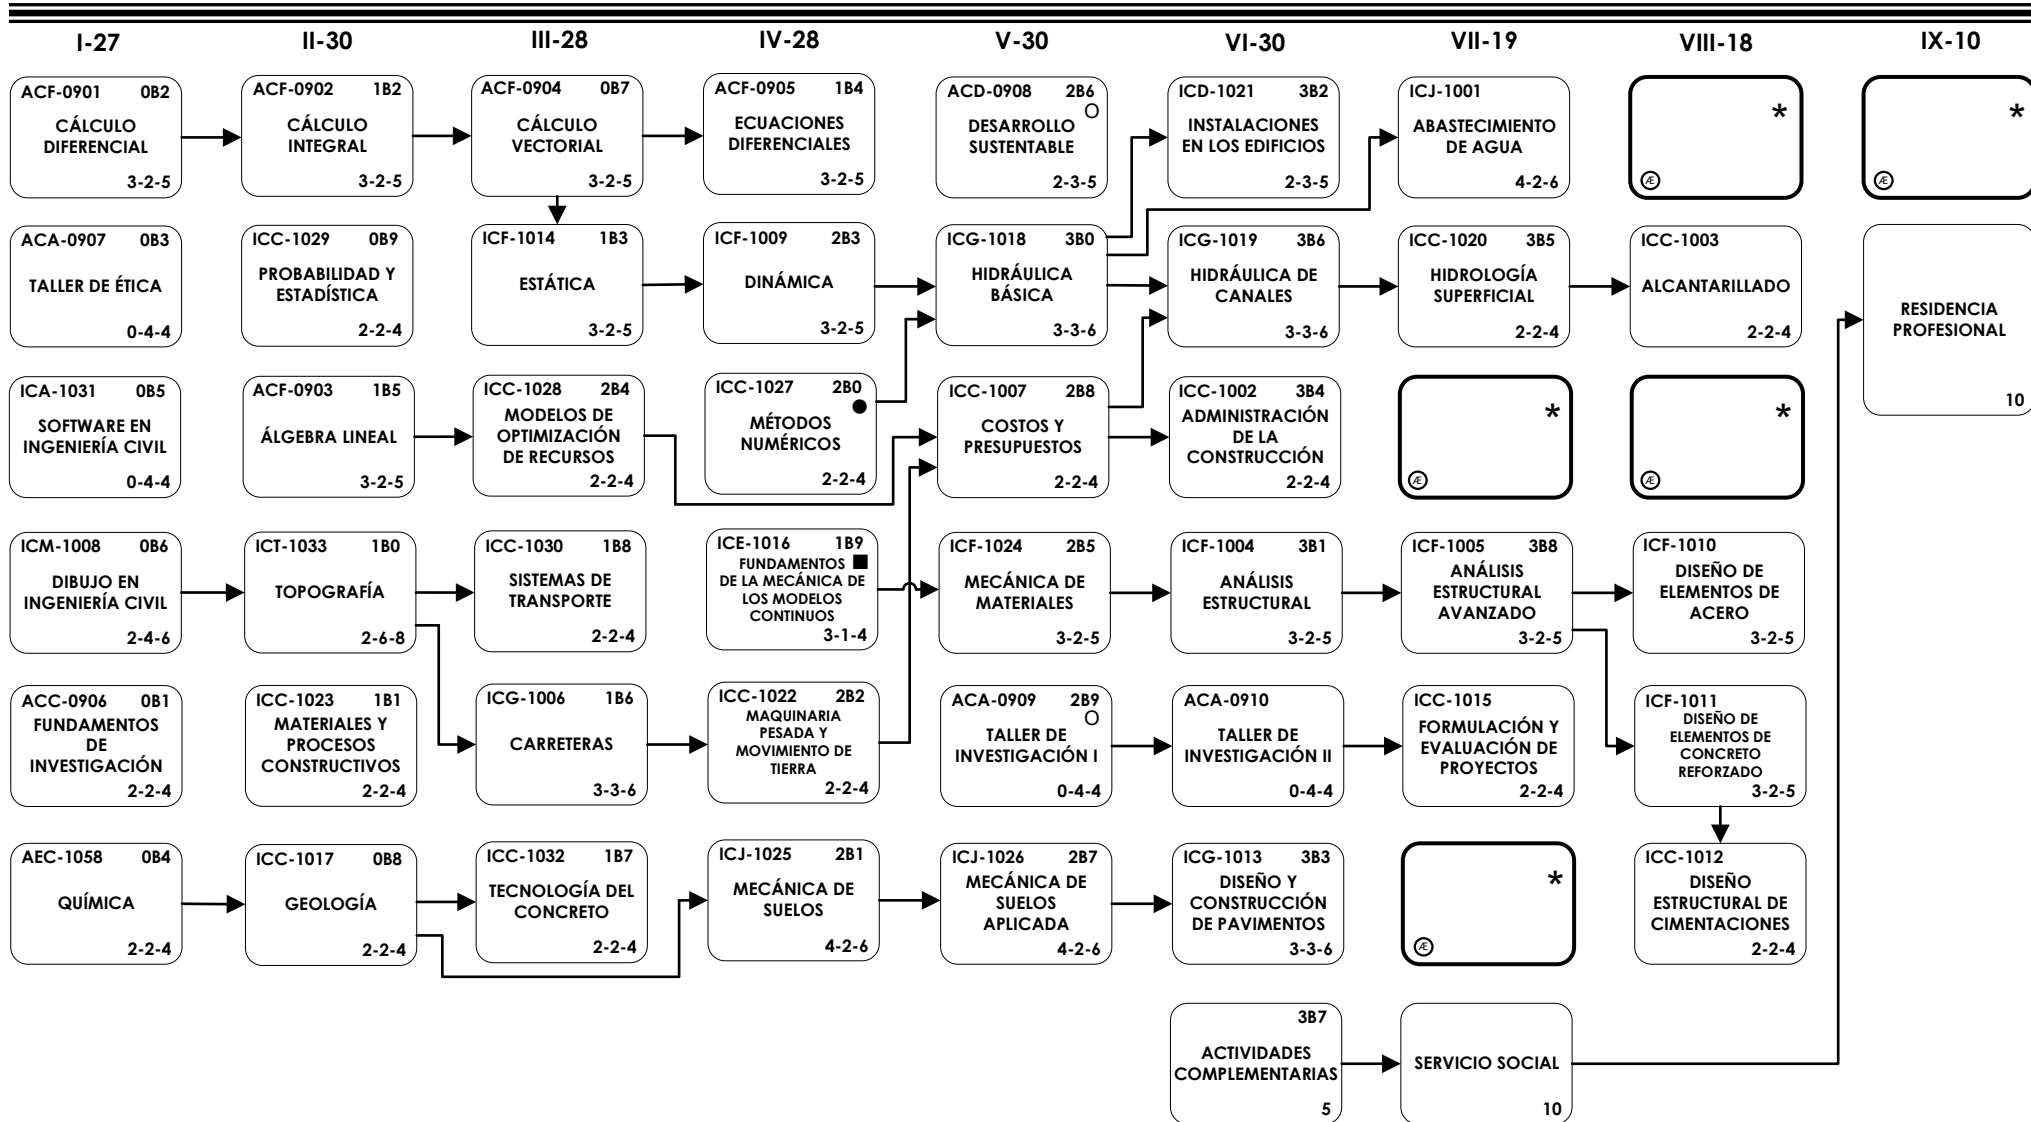 I-27 II-30 III-28 IV-28 V-30 VI-30 VII-19 VIII-18 IX-10
ACF-0901 0B2
CÁLCULO
DIFERENCIAL
3-2-5
ACF-0902 1B2
CÁLCULO
INTEGRAL
3-2-5
ACF-0904 0B7
CÁLCULO
VECTORIAL
3-2-5
ACF-0905 1B4
ECUACIONES
DIFERENCIALES
3-2-5
ACD-0908 2B6
O
DESARROLLO
SUSTENTABLE
2-3-5
ICD-1021 3B2
INSTALACIONES
EN LOS EDIFICIOS
2-3-5
ICJ-1001
ABASTECIMIENTO
DE AGUA
4-2-6
*
Æ
*
Æ
ACA-0907 0B3
TALLER DE ÉTICA
0-4-4
ICC-1029 0B9
PROBABILIDAD Y
ESTADÍSTICA
2-2-4
ICF-1014 1B3
ESTÁTICA
3-2-5
ICF-1009 2B3
DINÁMICA
3-2-5
ICG-1018 3B0
HIDRÁULICA
BÁSICA
3-3-6
ICG-1019 3B6
HIDRÁULICA DE
CANALES
3-3-6
ICC-1020 3B5
HIDROLOGÍA
SUPERFICIAL
2-2-4
ICC-1003
ALCANTARILLADO
2-2-4
RESIDENCIA
PROFESIONAL
10
ICA-1031 0B5
SOFTWARE EN
INGENIERÍA CIVIL
0-4-4
ACF-0903 1B5
ÁLGEBRA LINEAL
3-2-5
ICC-1028 2B4
MODELOS DE
OPTIMIZACIÓN
DE RECURSOS
2-2-4
ICC-1027 2B0
MÉTODOS
NUMÉRICOS
2-2-4
ICC-1007 2B8
COSTOS Y
PRESUPUESTOS
2-2-4
ICC-1002 3B4
ADMINISTRACIÓN
DE LA
CONSTRUCCIÓN
2-2-4
*
Æ
*
Æ
ICM-1008 0B6
DIBUJO EN
INGENIERÍA CIVIL
2-4-6
ICT-1033 1B0
TOPOGRAFÍA
2-6-8
ICC-1030 1B8
SISTEMAS DE
TRANSPORTE
2-2-4
ICE-1016 1B9
FUNDAMENTOS
DE LA MECÁNICA DE
LOS MODELOS
CONTINUOS
3-1-4
ICF-1024 2B5
MECÁNICA DE
MATERIALES
3-2-5
ICF-1004 3B1
ANÁLISIS
ESTRUCTURAL
3-2-5
ICF-1005 3B8
ANÁLISIS
ESTRUCTURAL
AVANZADO
3-2-5
ICF-1010
DISEÑO DE
ELEMENTOS DE
ACERO
3-2-5
ACC-0906 0B1
FUNDAMENTOS
DE
INVESTIGACIÓN
2-2-4
ICC-1023 1B1
MATERIALES Y
PROCESOS
CONSTRUCTIVOS
2-2-4
ICG-1006 1B6
CARRETERAS
3-3-6
ICC-1022 2B2
MAQUINARIA
PESADA Y
MOVIMIENTO DE
TIERRA
2-2-4
ACA-0909 2B9
O
TALLER DE
INVESTIGACIÓN I
0-4-4
ACA-0910
TALLER DE
INVESTIGACIÓN II
0-4-4
ICC-1015
FORMULACIÓN Y
EVALUACIÓN DE
PROYECTOS
2-2-4
ICF-1011
DISEÑO DE
ELEMENTOS DE
CONCRETO
REFORZADO
3-2-5
AEC-1058 0B4
QUÍMICA
2-2-4
ICC-1017 0B8
GEOLOGÍA
2-2-4
ICC-1032 1B7
TECNOLOGÍA DEL
CONCRETO
2-2-4
ICJ-1025 2B1
MECÁNICA DE
SUELOS
4-2-6
ICJ-1026 2B7
MECÁNICA DE
SUELOS
APLICADA
4-2-6
ICG-1013 3B3
DISEÑO Y
CONSTRUCCIÓN
DE PAVIMENTOS
3-3-6
*
Æ
ICC-1012
DISEÑO
ESTRUCTURAL DE
CIMENTACIONES
2-2-4
3B7
ACTIVIDADES
COMPLEMENTARIAS
5
SERVICIO SOCIAL
10